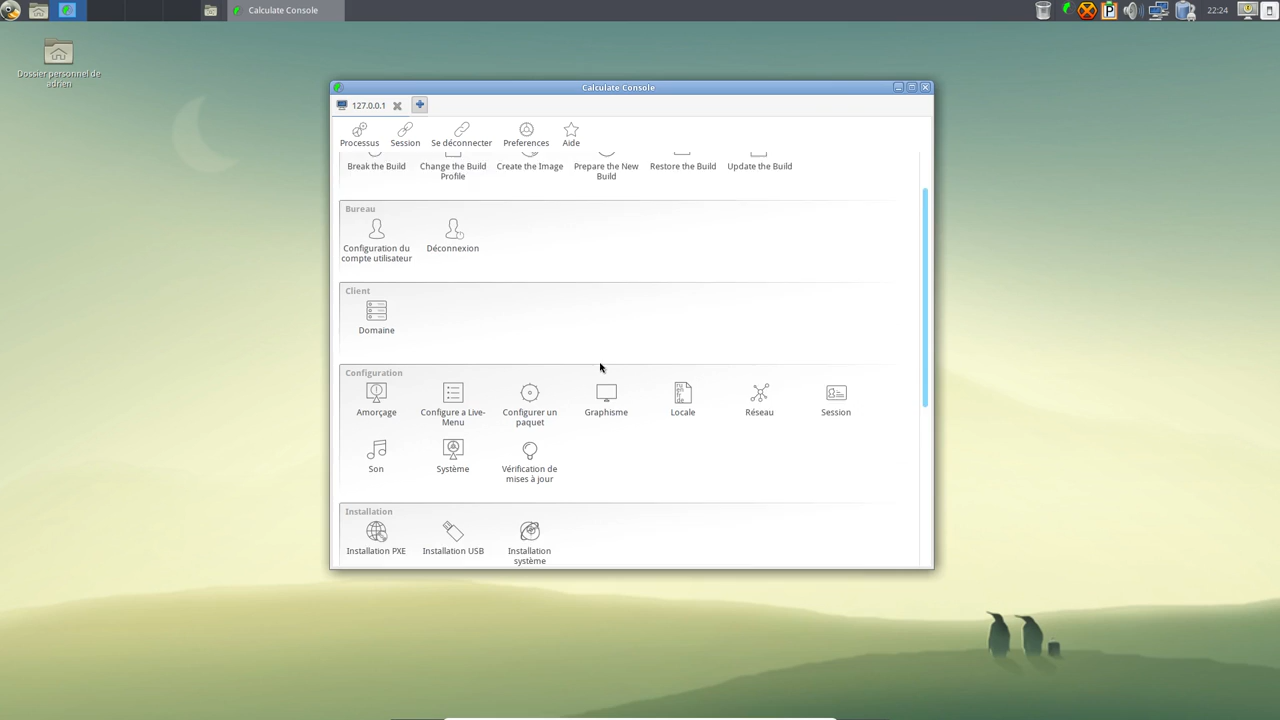 Calculate Console
22:24
Dossier personnel de
adrien
Calculate Console
127.0.0.1
Processus
Session
Se déconnecter
Preferences
Aide
Break the Build
Change the Build
Profile
Create the Image
Prepare the New
Build
Restore the Build
Update the Build
Bureau
Configuration du
compte utilisateur
Déconnexion
Client
Domaine
Configuration
Amorçage
Configure a Live-
Menu
Configurer un
paquet
Graphisme
Locale
Réseau
Session
Son
Système
Vérification de
mises à jour
Installation
Installation PXE
Installation USB
Installation
système